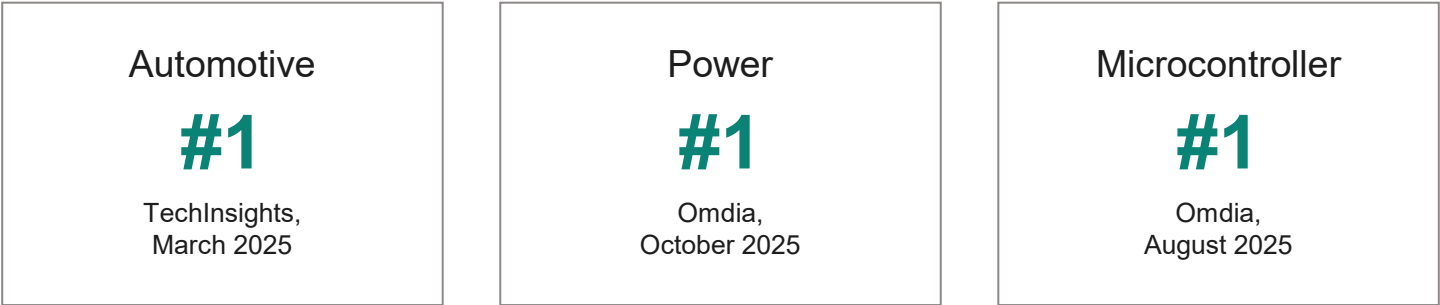 Automotive
#1
TechInsights,
March 2025
Power
#1
Omdia,
October 2025
Microcontroller
#1
Omdia,
August 2025